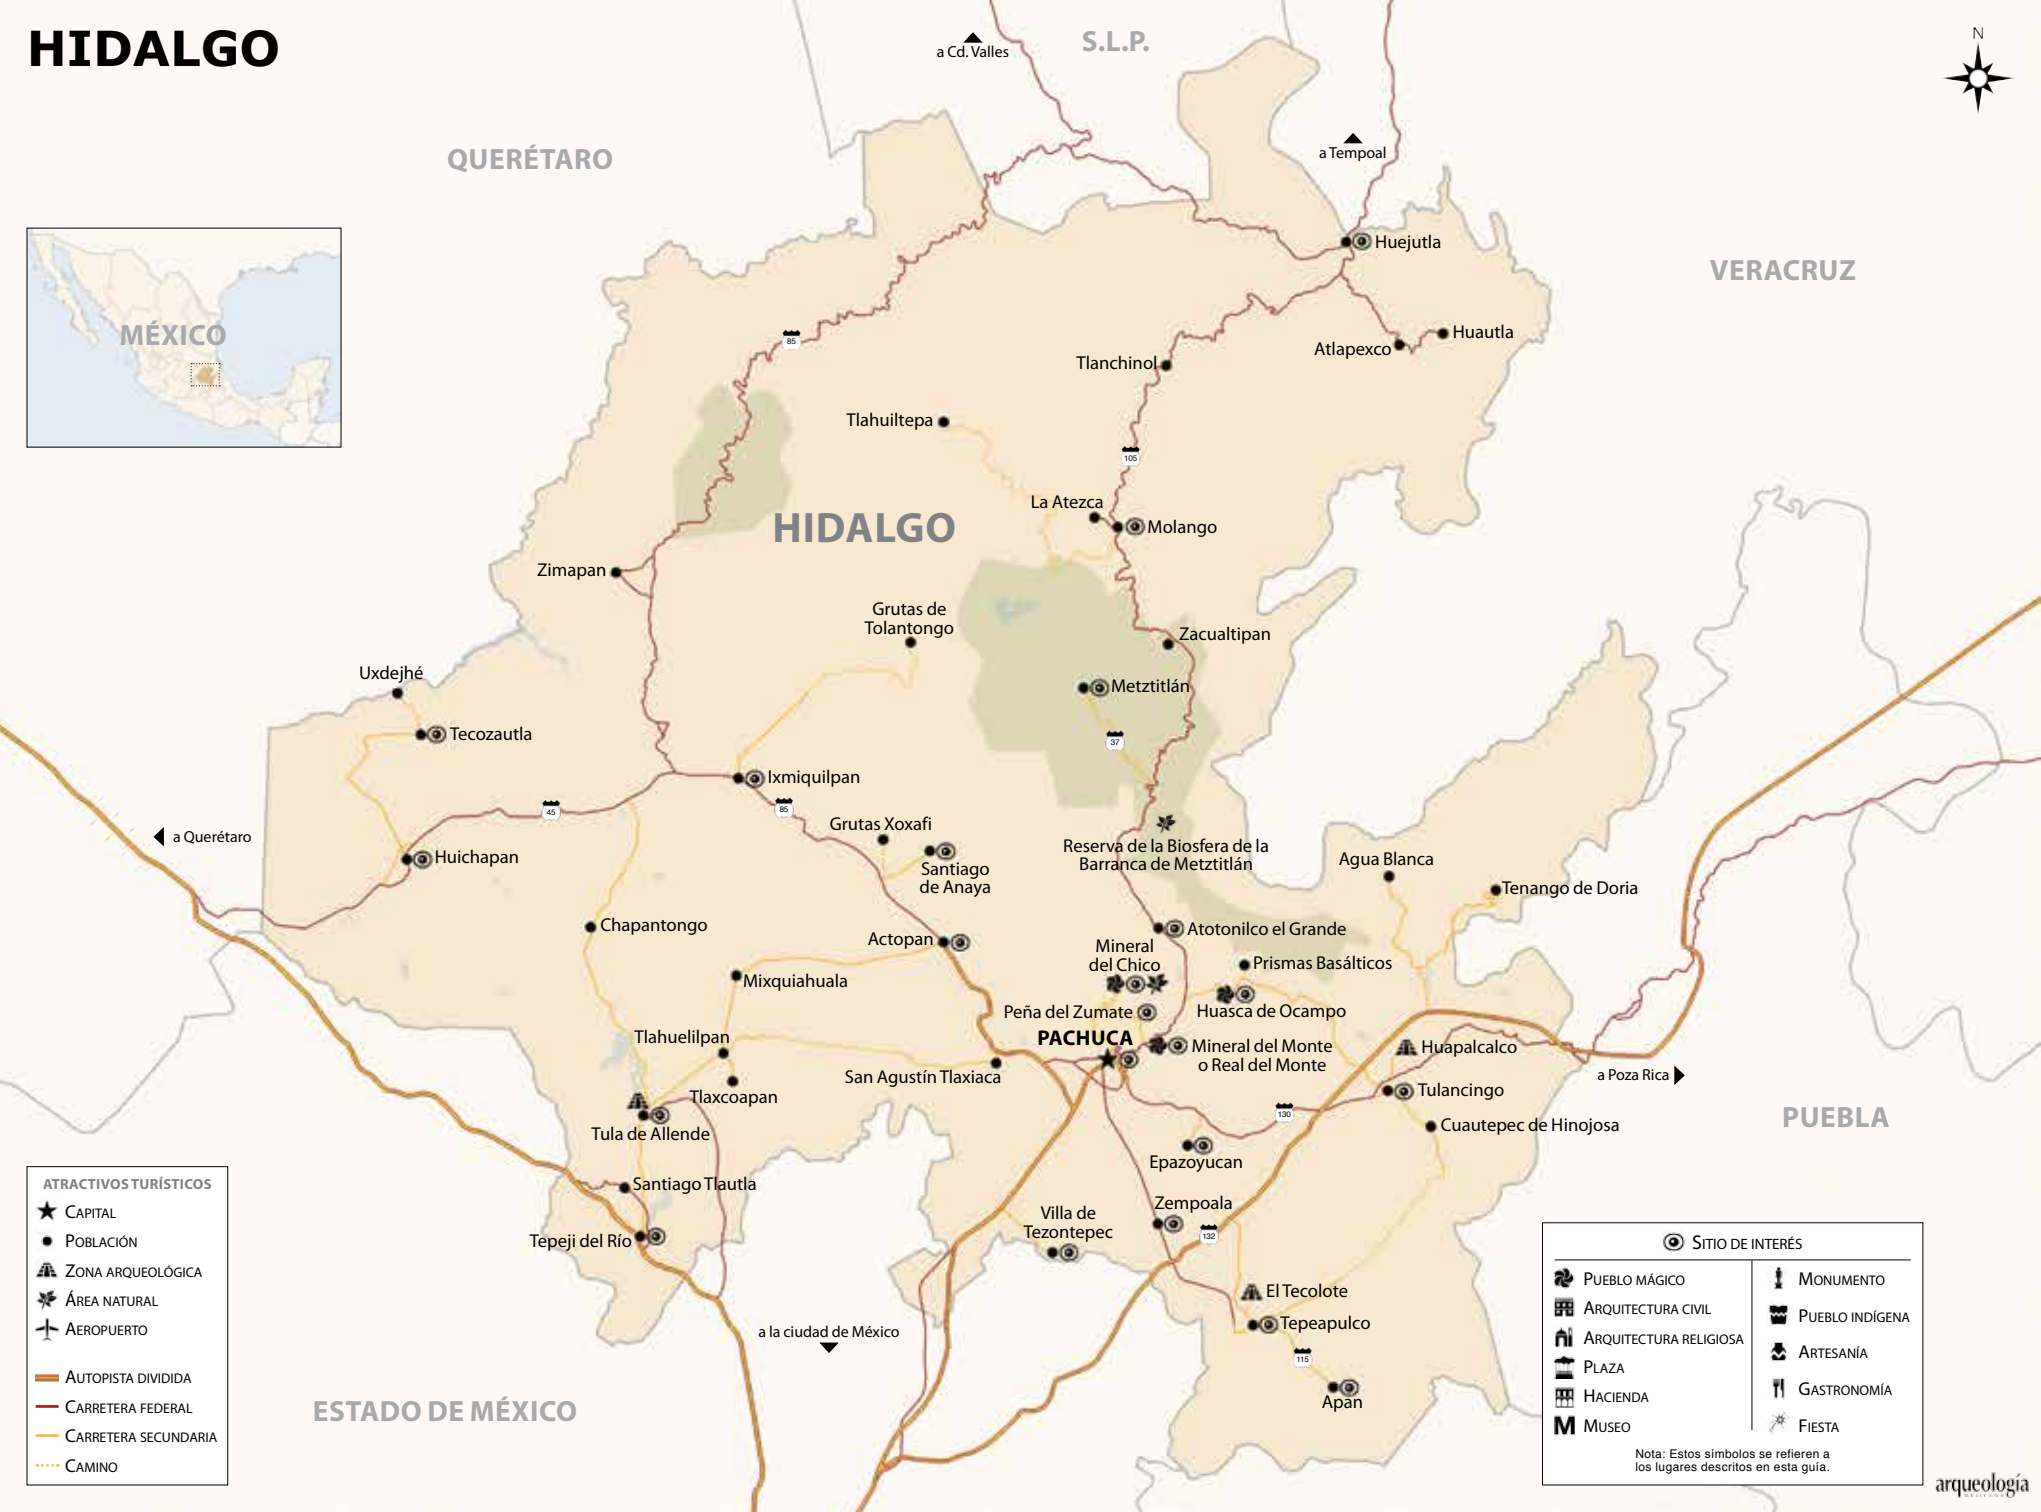 HIDALGO
a Cd. Valles
S.L.P.
N
QUERÉTARO
a Tempoal
Huejutla
VERACRUZ
MÉXICO
85
Huautla
Atlapexco
Tlanchinol
Tlahuiltepa
105
La Atezca
Molango
HIDALGO
Zimapan
Grutas de
Tolantongo
Zacualtipan
Uxdejhé
Metztitlán
Tecozautla
37
Ixmiquilpan
45
85
a Querétaro
Grutas Xoxafi
Reserva de la Biosfera de la
Barranca de Metztitlán
Huichapan
Santiago
de Anaya
Agua Blanca
Tenango de Doria
Chapantongo
Actopan
Atotonilco el Grande
Mineral
del Chico
Prismas Basálticos
Mixquiahuala
Peña del Zumate
Huasca de Ocampo
Tlahuelilpan
PACHUCA
Mineral del Monte
o Real del Monte
Huapalcalco
San Agustín Tlaxiaca
a Poza Rica
Tlaxcoapan
Tulancingo
130
PUEBLA
Tula de Allende
Cuautepec de Hinojosa
Epazoyucan
Santiago Tlautla
Zempoala
Villa de
Tezontepec
132
Tepeji del Río
El Tecolote
Tepeapulco
a la ciudad de México
115
Apan
ESTADO DE MÉXICO
ATRACTIVOS TURÍSTICOS
CAPITAL
POBLACIÓN
ZONA ARQUEOLÓGICA
ÁREA NATURAL
AEROPUERTO
AUTOPISTA DIVIDIDA
CARRETERA FEDERAL
CARRETERA SECUNDARIA
CAMINO
SITIO DE INTERÉS
PUEBLO MÁGICO
ARQUITECTURA CIVIL
ARQUITECTURA RELIGIOSA
PLAZA
HACIENDA
M MUSEO
MONUMENTO
PUEBLO INDÍGENA
ARTESANÍA
GASTRONOMÍA
FIESTA
Nota: Estos símbolos se refieren a
los lugares descritos en esta guía.
arqueología